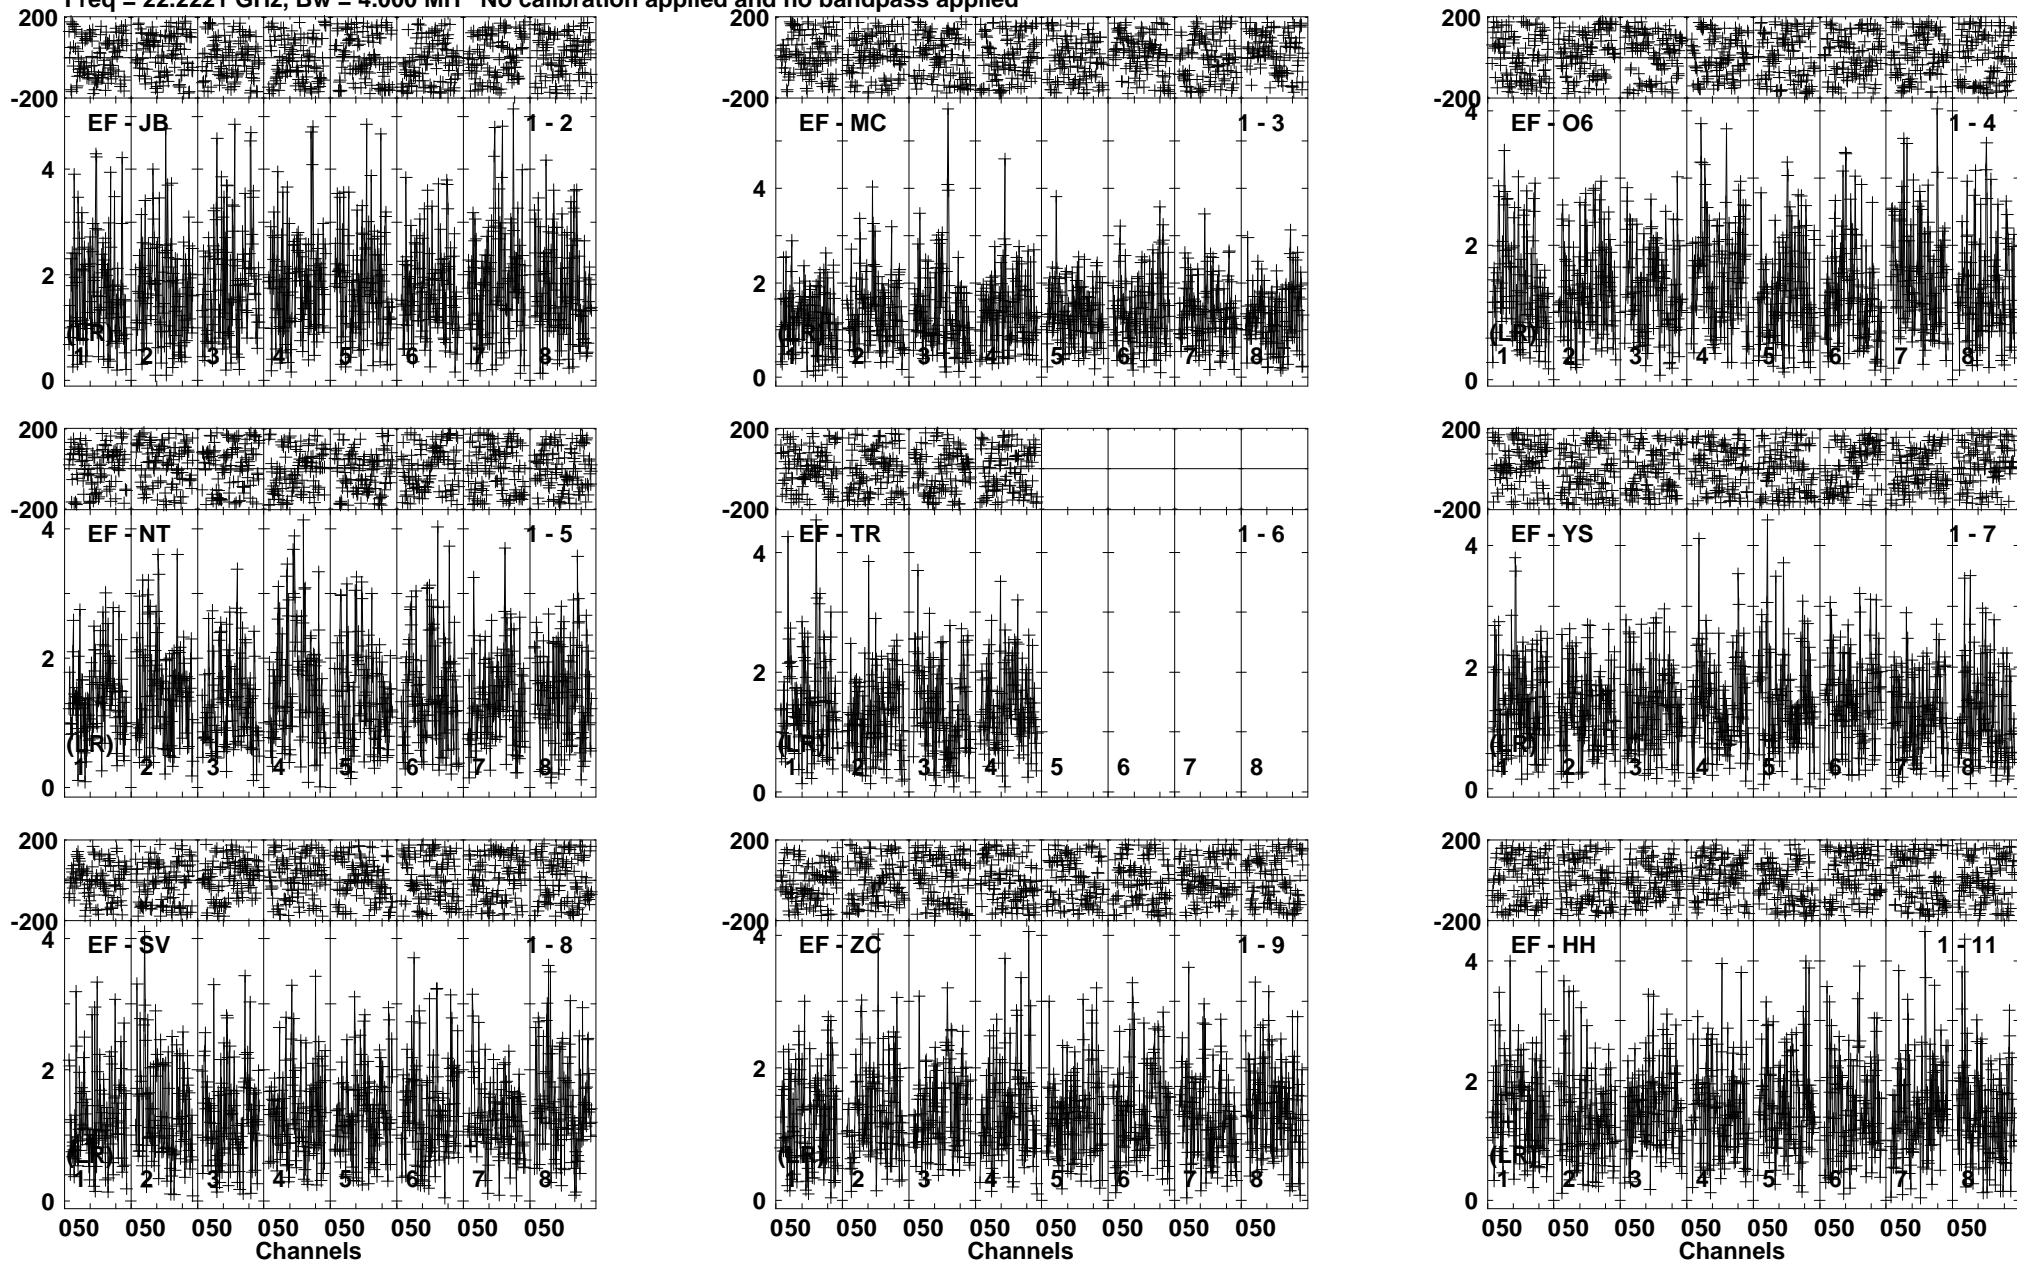 Freq = 22.2221 GHz, Bw = 4.000 MH No calibration applied and no bandpass applied
200
-200
EF - JB 1 - 2
4
2
(LR)
1 2 3 4 5 6 7 8
0
200
-200
EF - MC 1 - 3
4
2
(LR)
1 2 3 4 5 6 7 8
0
200
-200
4
EF - O6 1 - 4
2
(LR)
1 2 3 4 5 6 7 8
0
200
-200
4
EF - NT 1 - 5
2
(LR)
1 2 3 4 5 6 7 8
0
200
-200
EF - TR 1 - 6
4
2
(LR)
1 2 3 4 5 6 7 8
0
200
-200
EF - YS 1 - 7
4
2
(LR)
1 2 3 4 5 6 7 8
0
200
-200
4
EF - SV 1 - 8
2
(LR)
1 2 3 4 5 6 7 8
0
050 050 050 050 050 050 050 050
Channels
200
-200
4
EF - ZC 1 - 9
2
(LR)
1 2 3 4 5 6 7 8
0
050 050 050 050 050 050 050 050
Channels
200
-200
EF - HH 1 - 11
4
2
(LR)
1 2 3 4 5 6 7 8
0
050 050 050 050 050 050 050 050
Channels